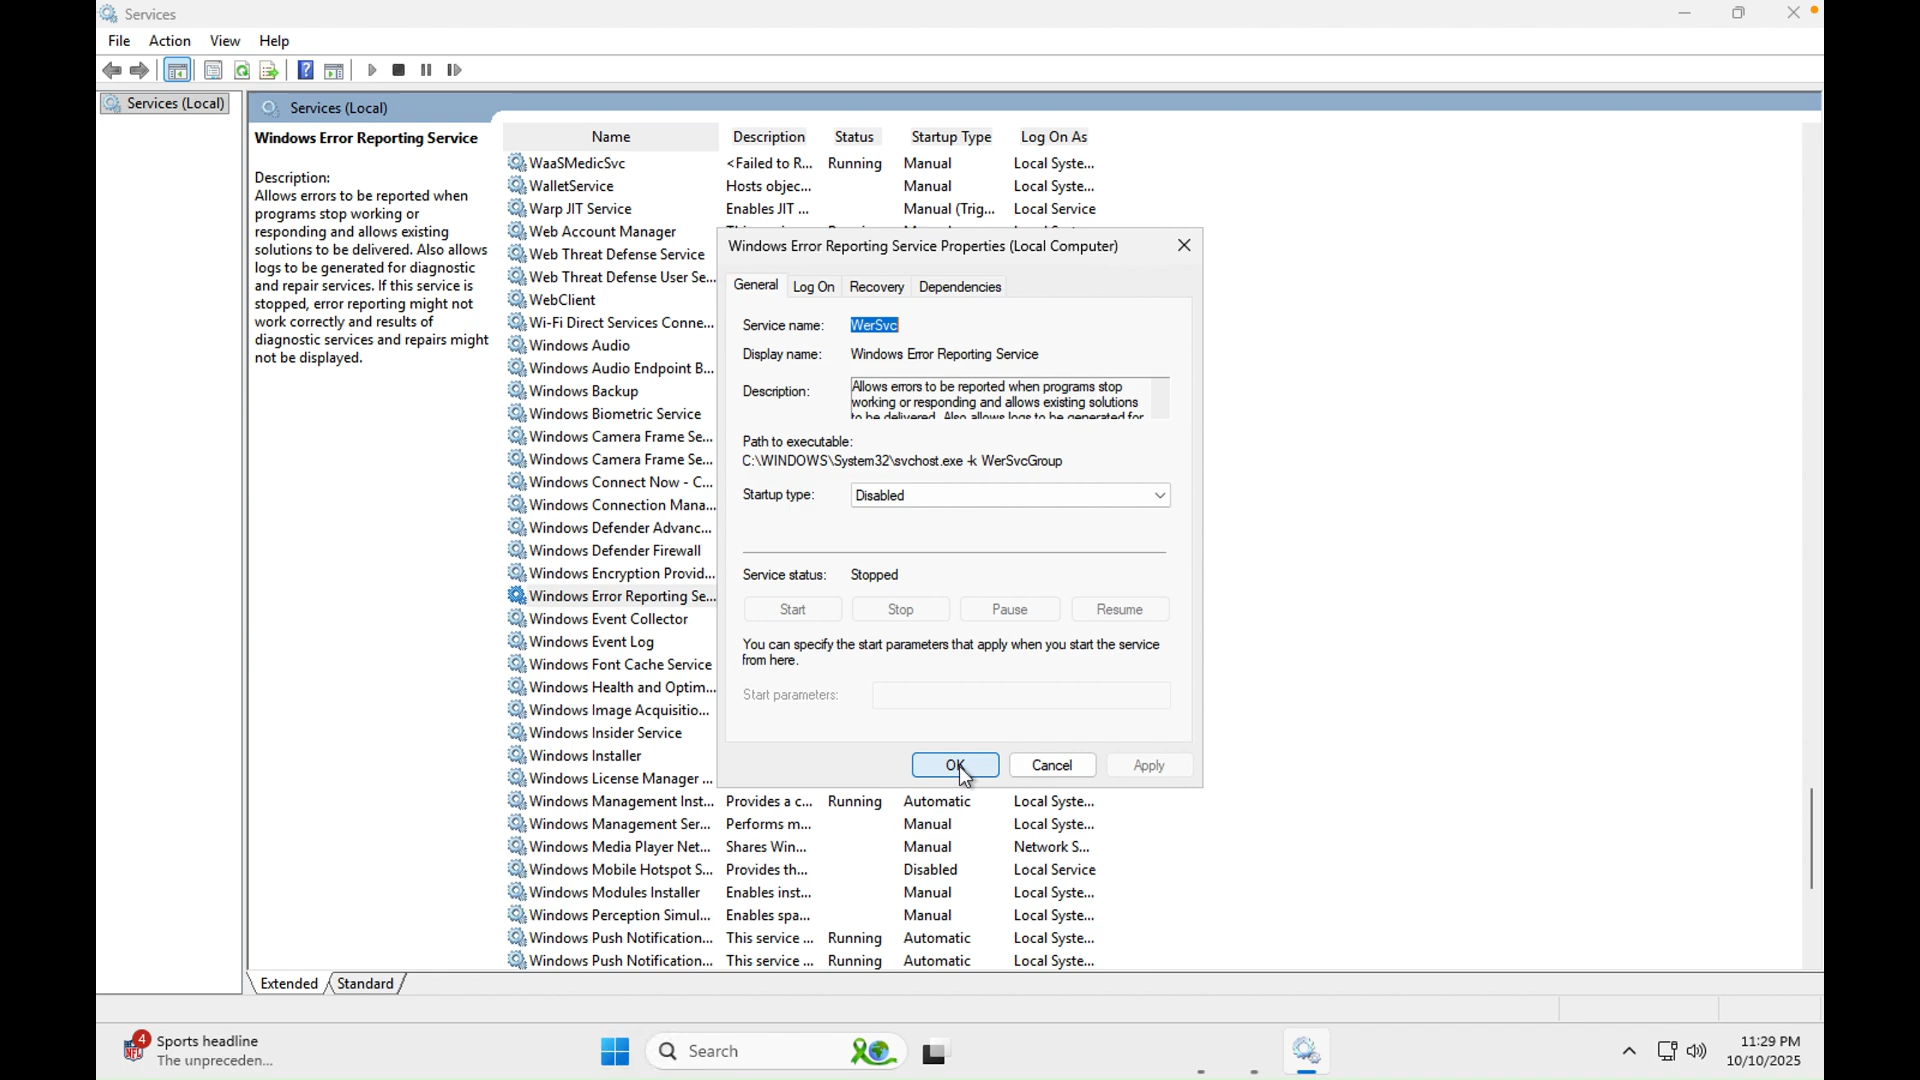 Services
File Action View Help
Services (Local)
Services (Local)
Windows Error Reporting Service
Description:
Allows errors to be reported when
programs stop working or
responding and allows existing
solutions to be delivered. Also allows
logs to be generated for diagnostic
and repair services. If this service is
stopped, error reporting might not
work correctly and results of
diagnostic services and repairs might
not be displayed.
Name Description Status Startup Type Log On As
WaaSMedicSvc <Failed to R... Running Manual Local Syste...
WalletService Hosts objec... Manual Local Syste...
Warp JIT Service Enables JIT ... Manual (Trig... Local Service
Web Account Manager
Web Threat Defense Service
Web Threat Defense User Se...
WebClient
Wi-Fi Direct Services Conne...
Windows Audio
Windows Audio Endpoint B...
Windows Backup
Windows Biometric Service
Windows Camera Frame Se...
Windows Camera Frame Se...
Windows Connect Now - C...
Windows Connection Mana...
Windows Defender Advanc...
Windows Defender Firewall
Windows Encryption Provid...
Windows Error Reporting Se...
Windows Event Collector
Windows Event Log
Windows Font Cache Service
Windows Health and Optim...
Windows Image Acquisitio...
Windows Insider Service
Windows Installer
Windows License Manager ...
Windows Management Inst... Provides a c... Running Automatic Local Syste...
Windows Management Ser... Performs m... Manual Local Syste...
Windows Media Player Net... Shares Win... Manual Network S...
Windows Mobile Hotspot S... Provides th... Disabled Local Service
Windows Modules Installer Enables inst... Manual Local Syste...
Windows Perception Simul... Enables spa... Manual Local Syste...
Windows Push Notification... This service ... Running Automatic Local Syste...
Windows Push Notification... This service ... Running Automatic Local Syste...
Windows Error Reporting Service Properties (Local Computer)
General Log On Recovery Dependencies
Service name: WerSvc
Display name: Windows Error Reporting Service
Description: Allows errors to be reported when programs stop
working or responding and allows existing solutions
to be delivered. Also allows logs to be generated for
Path to executable:
C:\WINDOWS\System32\svchost.exe -k WerSvcGroup
Startup type: Disabled
Service status: Stopped
Start Stop Pause Resume
You can specify the start parameters that apply when you start the service
from here.
Start parameters:
OK Cancel Apply
Extended Standard
4 NFL Sports headline
The unpreceden...
Search
11:29 PM
10/10/2025